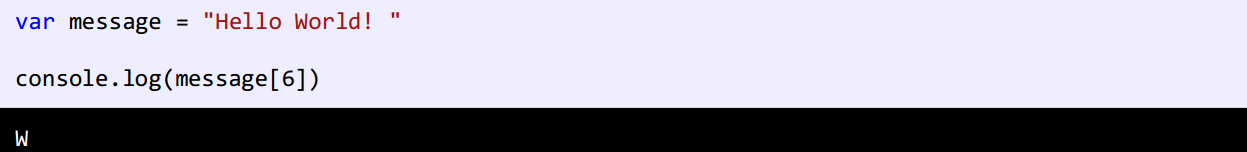 var message = "Hello World! "
console.log(message[6])
W